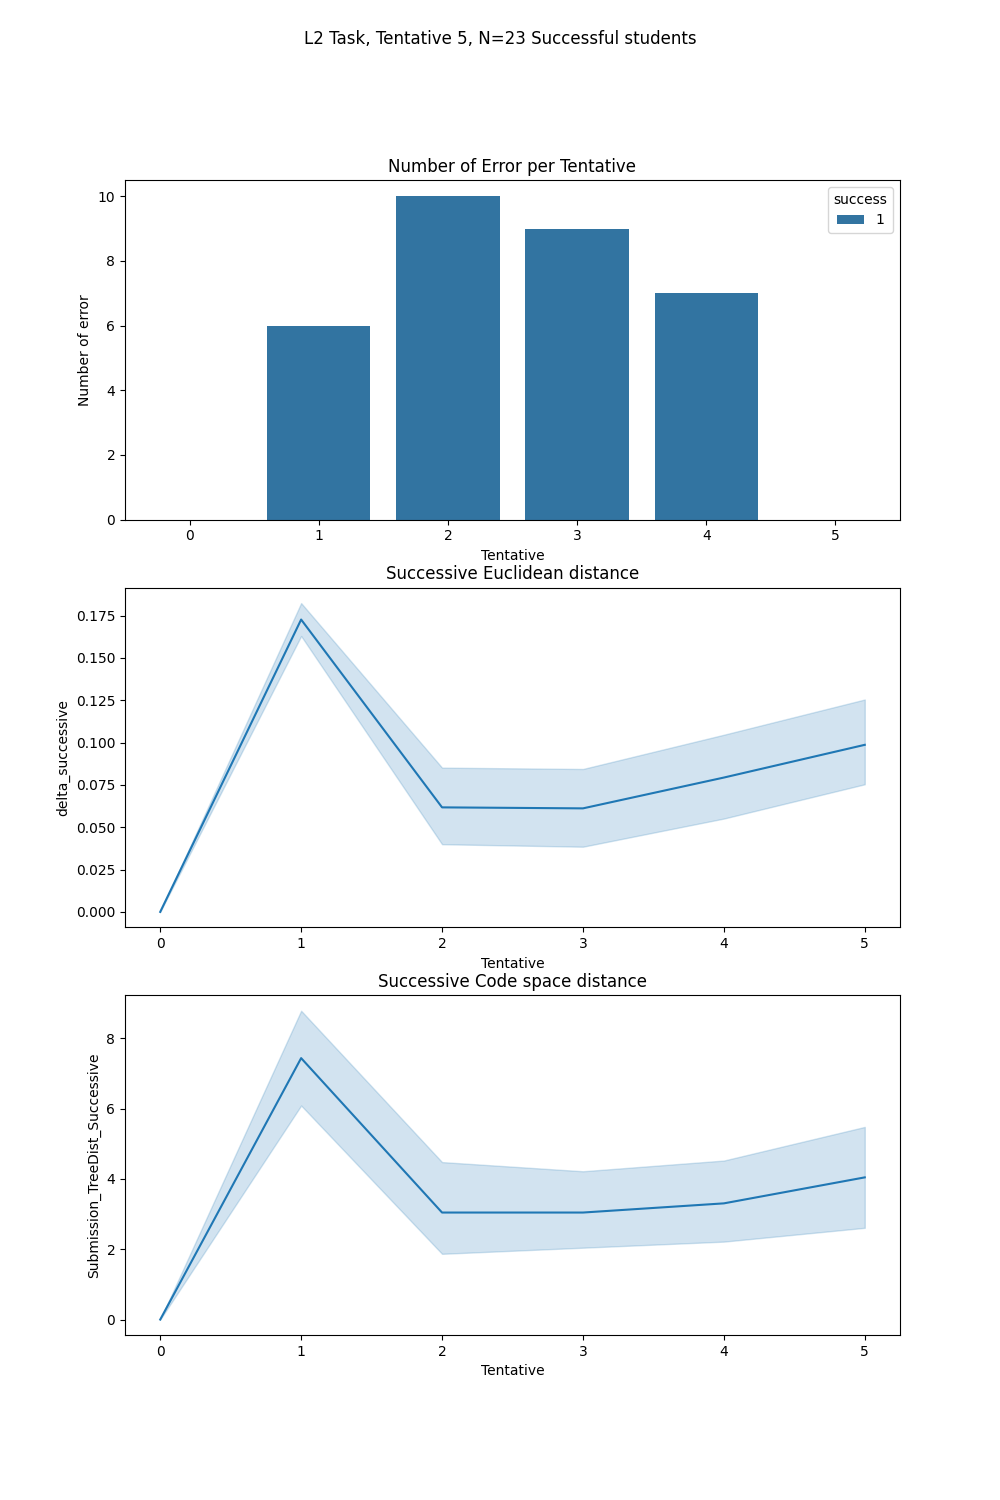 L2 Task, Tentative 5, N=23 Successful students
Number of Error per Tentative
success
1
10
8
6
4
2
0
Number of error
0 1 2 3 4 5
Tentative
Successive Euclidean distance
0.175
0.150
0.125
0.100
0.075
0.050
0.025
0.000
delta_successive
0 1 2 3 4 5
Tentative
Successive Code space distance
8
6
4
2
0
Submission_TreeDist_Successive
0 1 2 3 4 5
Tentative